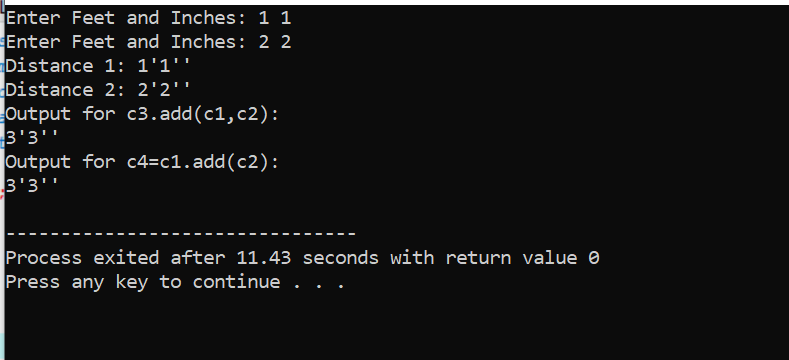 Enter Feet and Inches: 1 1
Enter Feet and Inches: 2 2
Distance 1: 1'1''
Distance 2: 2'2''
Output for c3.add(c1,c2):
3'3''
Output for c4=c1.add(c2):
3'3''
--------------------------------
Process exited after 11.43 seconds with return value 0
Press any key to continue . . .